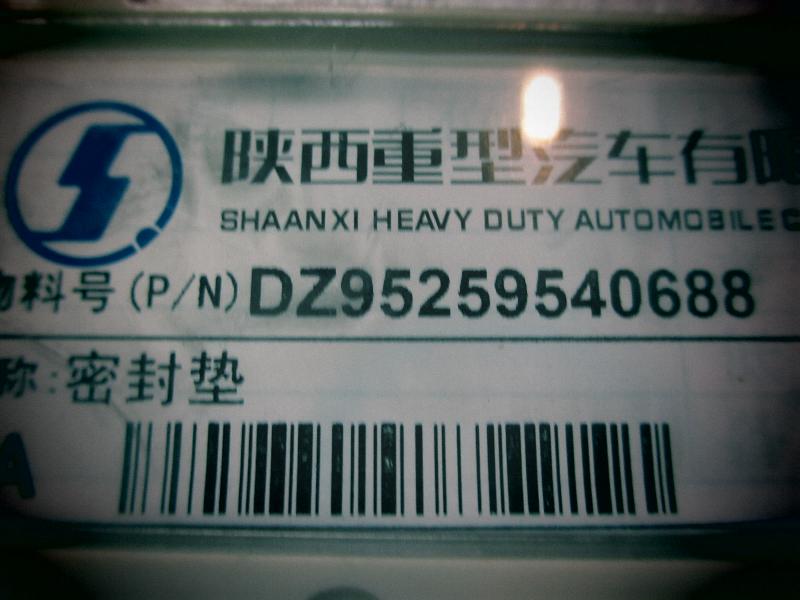 陕西重型汽车有限
SHAANXI HEAVY DUTY AUTOMOBILE C
物料号(P/N)DZ95259540688
称:密封垫
A